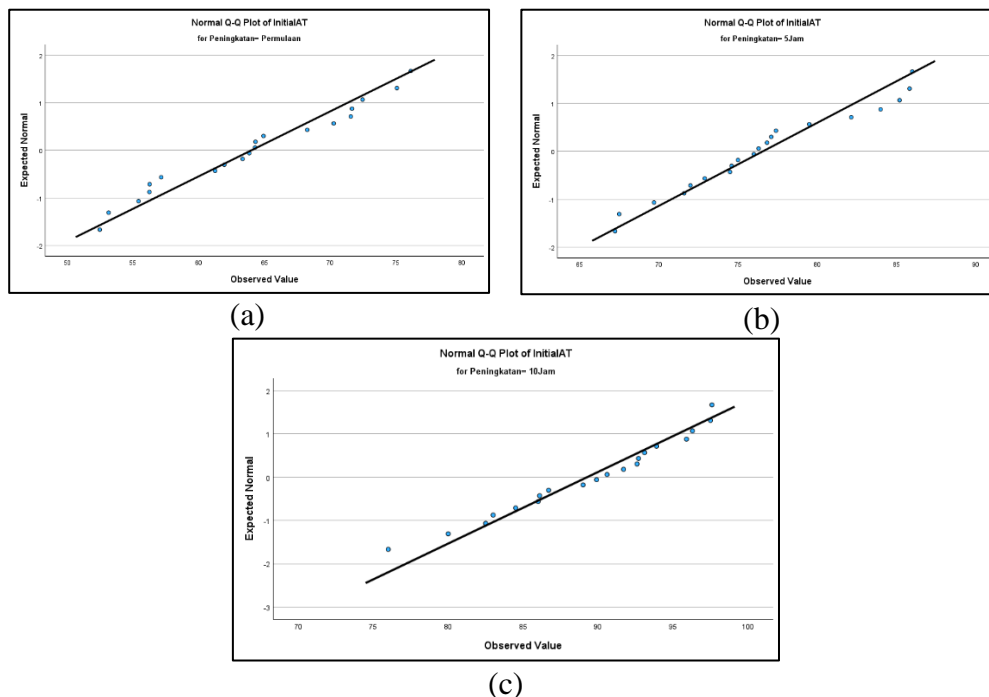 Normal Q-Q Plot of InitialAT
for Peningkatan= Permulaan
Expected Normal
2
1
0
-1
-2
53
55
60
65
70
75
80
Observed Value
(a)
Normal Q-Q Plot of InitialAT
for Peningkatan= 5Jam
Expected Normal
2
1
0
-1
-2
65
70
75
80
85
90
Observed Value
(b)
Normal Q-Q Plot of InitialAT
for Peningkatan= 10Jam
Expected Normal
2
1
0
-1
-2
-3
70
75
80
85
90
95
100
Observed Value
(c)